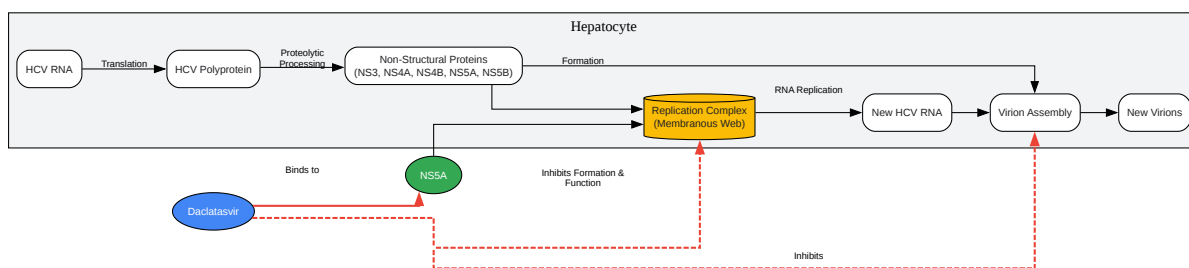 Hepatocyte
HCV RNA
Translation
HCV Polyprotein
Proteolytic
Processing
Non-Structural Proteins
(NS3, NS4A, NS4B, NS5A, NS5B)
Formation
Replication Complex
(Membranous Web)
RNA Replication
New HCV RNA
Virion Assembly
New Virions
Binds to
NS5A
Inhibits Formation &
Function
Daclatasvir
Inhibits